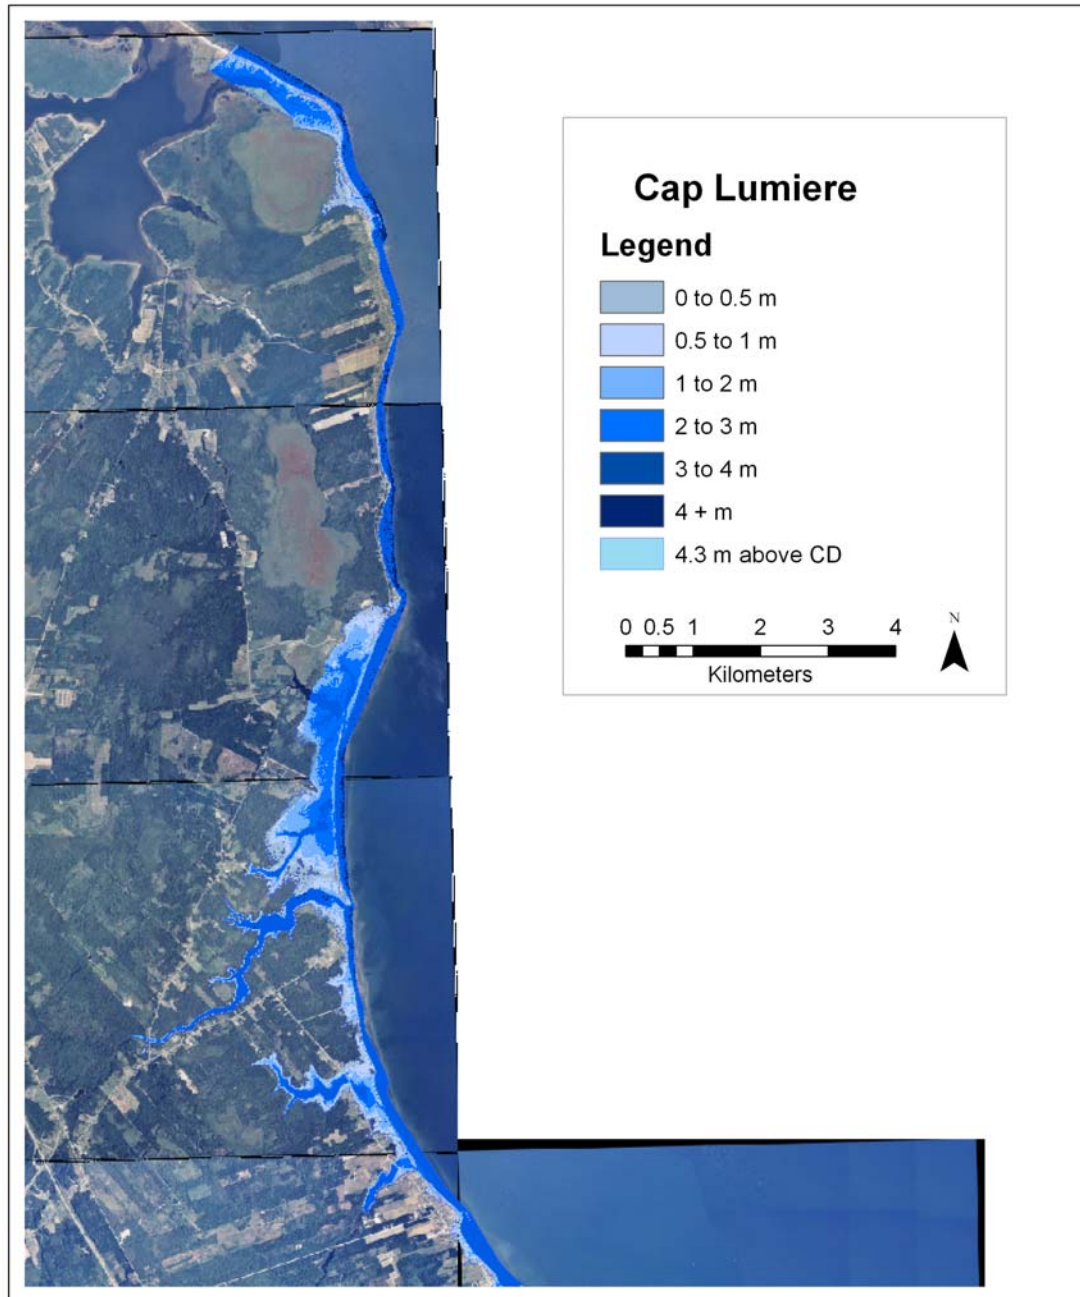 Cap Lumiere
Legend
0 to 0.5 m
0.5 to 1 m
1 to 2 m
2 to 3 m
3 to 4 m
4 + m
4.3 m above CD
0 0.5 1 2 3 4
Kilometers
N